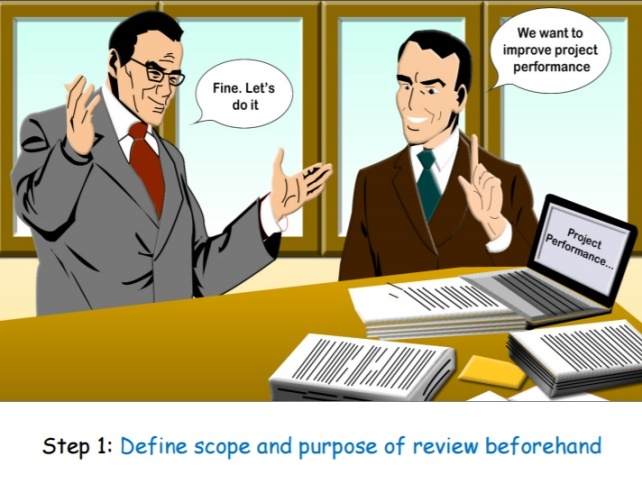 We want to
improve project
performance
Fine. Let's
do it
Project
Performance...
Step 1: Define scope and purpose of review beforehand